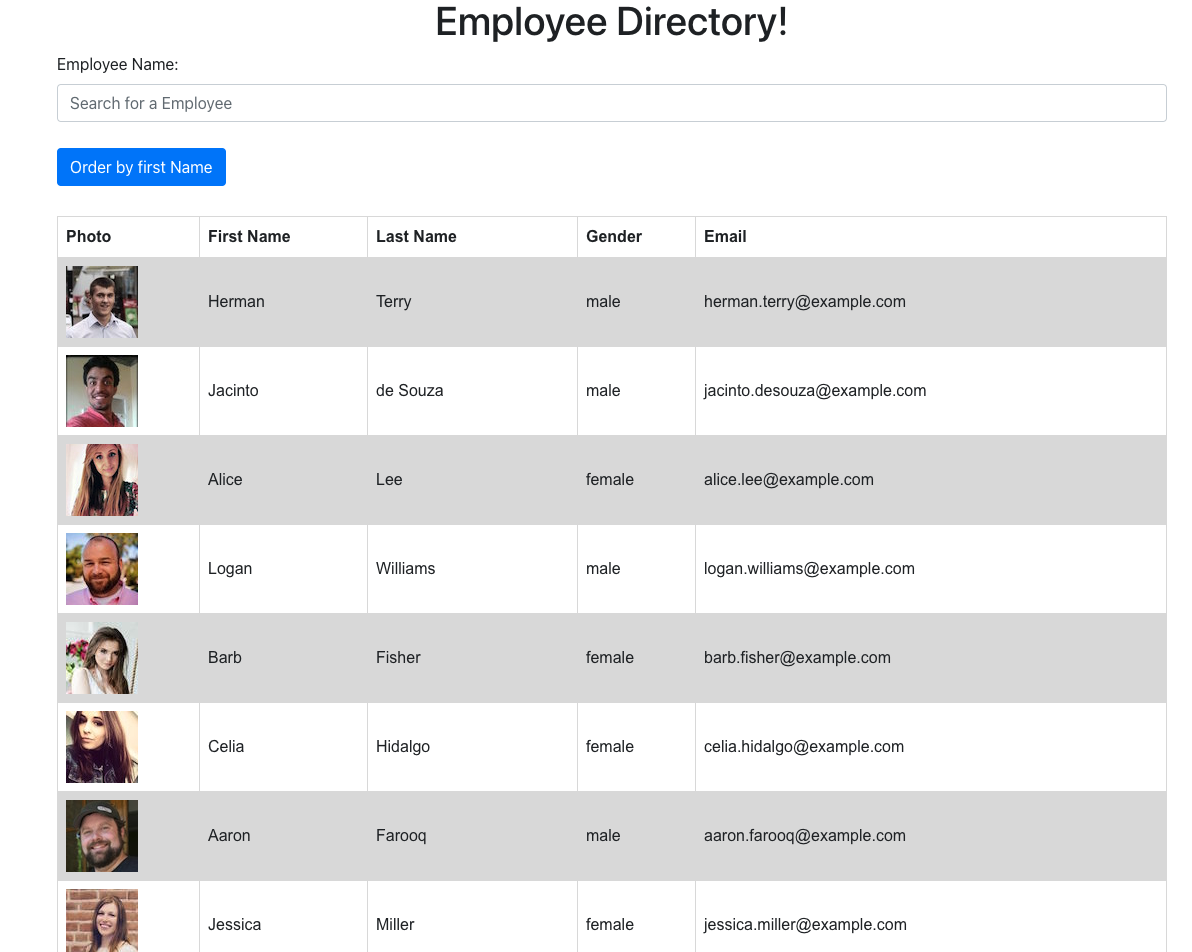 Employee Directory!
Employee Name:
Search for a Employee
Order by first Name
Photo First Name Last Name Gender Email
Herman Terry male herman.terry@example.com
Jacinto de Souza male jacinto.desouza@example.com
Alice Lee female alice.lee@example.com
Logan Williams male logan.williams@example.com
Barb Fisher female barb.fisher@example.com
Celia Hidalgo female celia.hidalgo@example.com
Aaron Farooq male aaron.farooq@example.com
Jessica Miller female jessica.miller@example.com